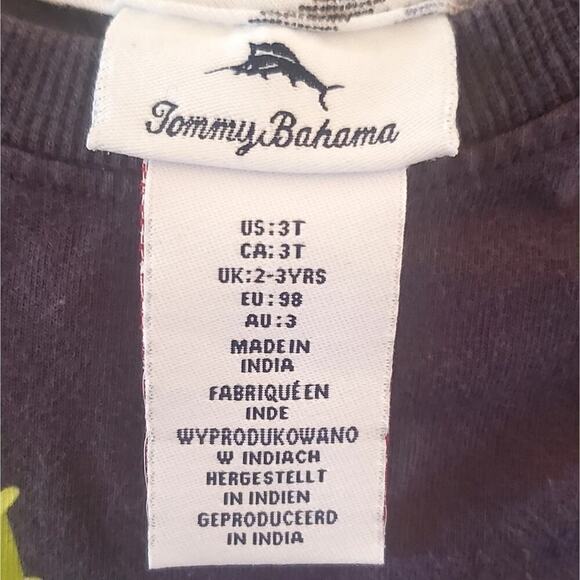 Tommy Bahama
US:3T
CA:3T
UK:2-3YRS
EU:98
AU:3
MADE IN
INDIA
FABRIQUÉ EN
INDE
WYPRODUKOWANO
W INDIACH
HERGESTELLT
IN INDIEN
GEPRODUCEERD
IN INDIA